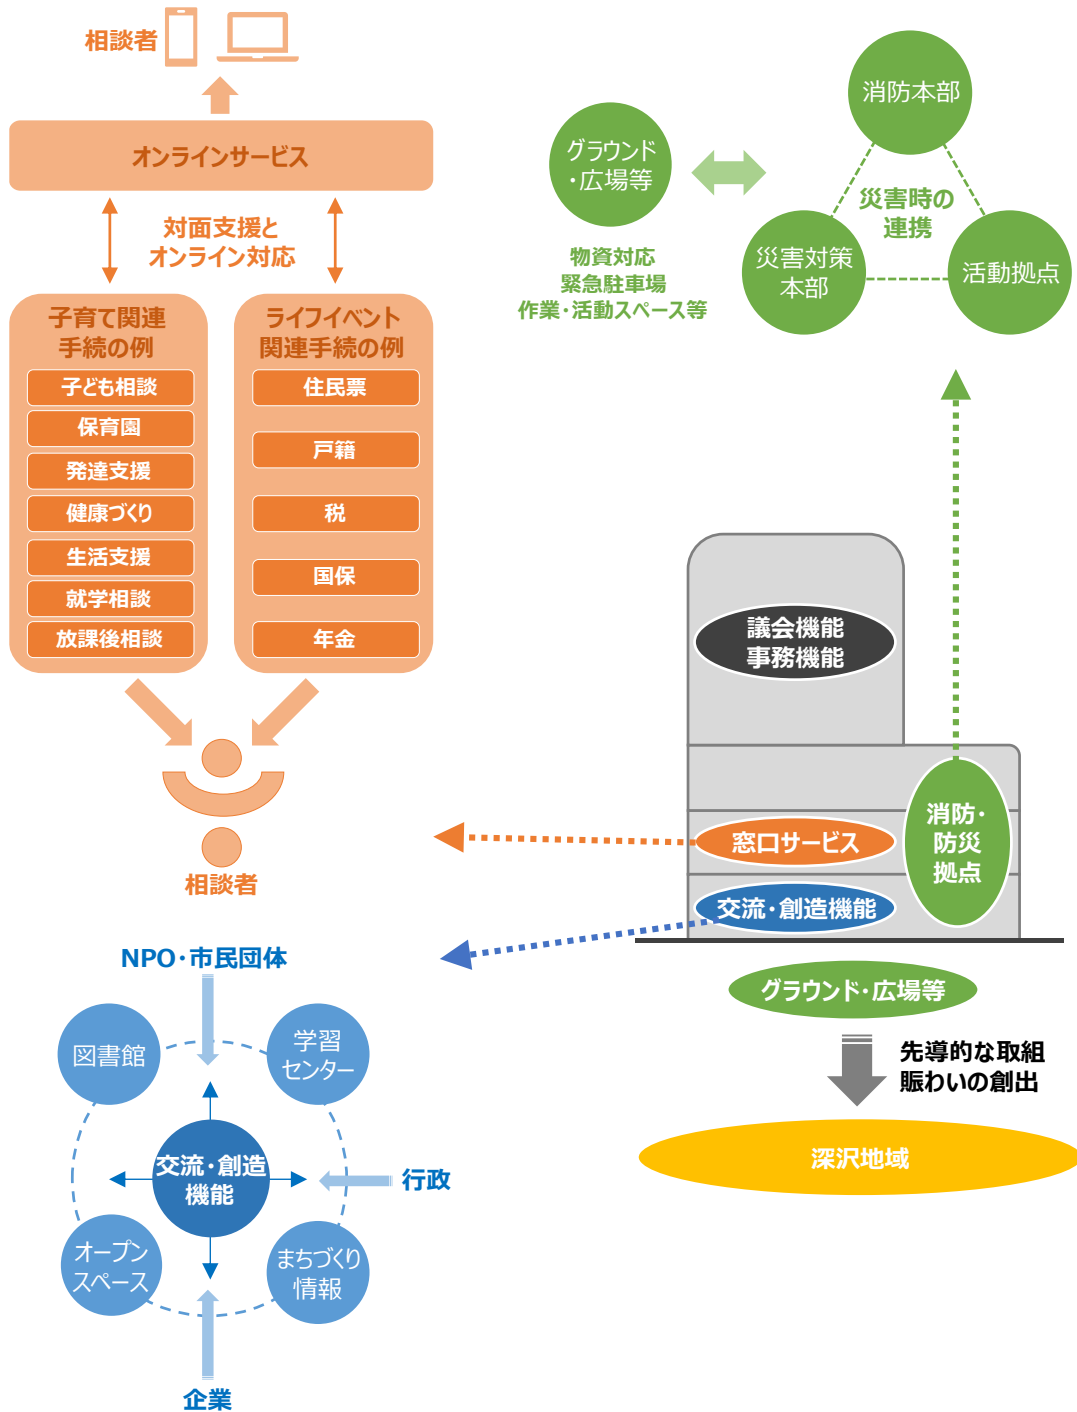 相談者
オンラインサービス
対面支援と
オンライン対応
子育て関連
手続の例
子ども相談
保育園
発達支援
健康づくり
生活支援
就学相談
放課後相談
ライフイベント
関連手続の例
住民票
戸籍
税
国保
年金
相談者
消防本部
グラウンド
・広場等
災害時の
連携
災害対策
本部
活動拠点
物資対応
緊急駐車場
作業・活動スペース等
議会機能
事務機能
消防・
防災
拠点
窓口サービス
交流・創造機能
グラウンド・広場等
先導的な取組
賑わいの創出
深沢地域
NPO・市民団体
図書館
学習
センター
交流・創造
機能
行政
オープン
スペース
まちづくり
情報
企業